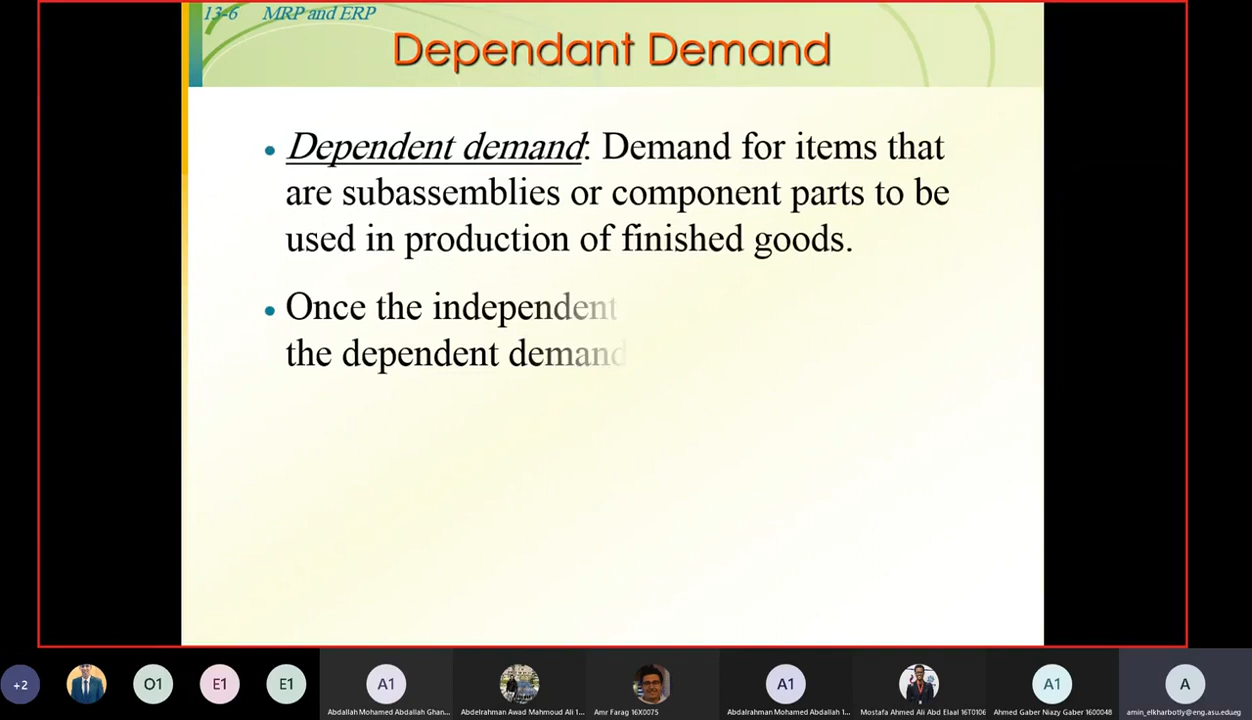 13-6 MRP and ERP
Dependant Demand
• Dependent demand: Demand for items that
are subassemblies or component parts to be
used in production of finished goods.
• Once the independent
the dependent demand
+2
O1
E1
E1
A1
A1
A1
A
Abdallah Mohamed Abdallah Ghan...
Abdelrahman Awad Mahmoud Ali 1...
Amr Farag 16X0075
Abdalrahman Mohamed Abdallah 1...
Mostafa Ahmed Ali Abd Elaal 16T0106
Ahmed Gaber Niazy Gaber 1600048
amin_elkharbotly@eng.asu.edu.eg